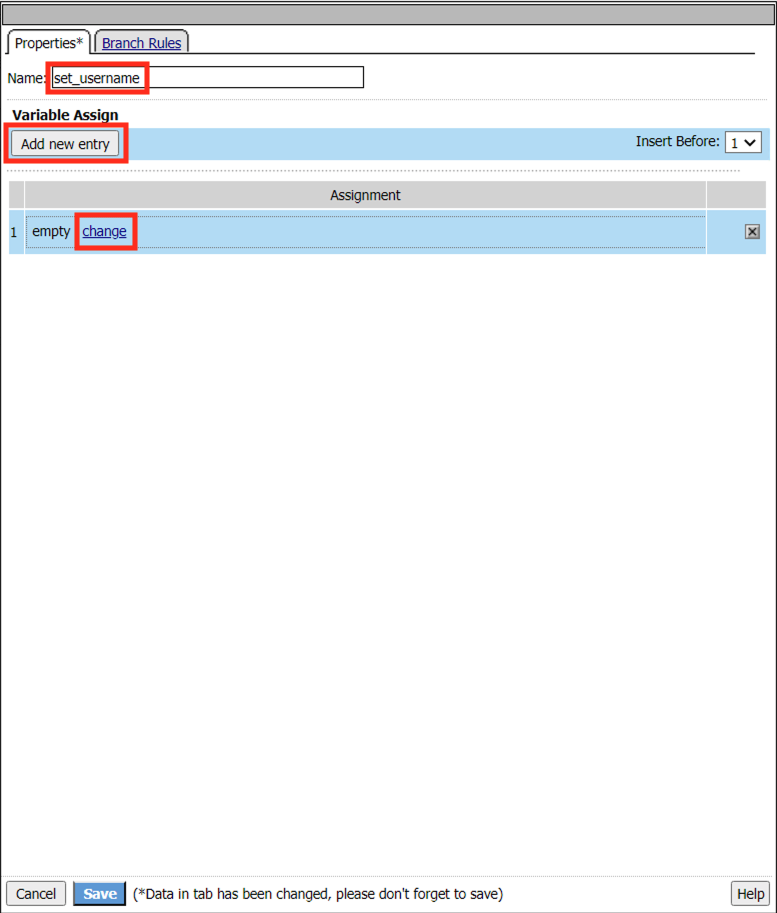 Properties* Branch Rules
Name: set_username
Variable Assign
Add new entry Insert Before: 1
Assignment
1 empty change
Cancel Save (*Data in tab has been changed, please don't forget to save) Help